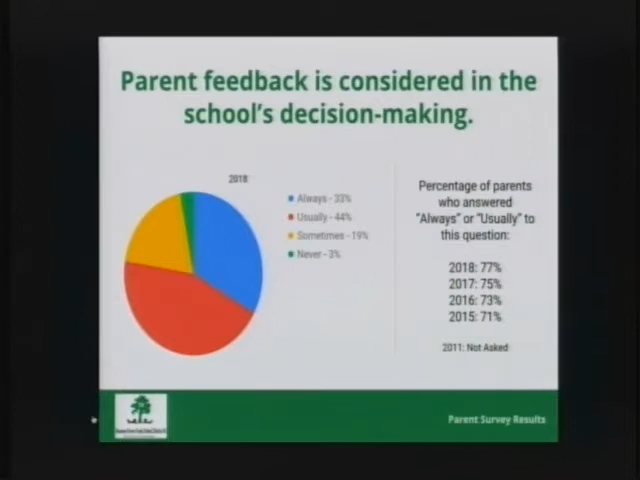 Parent feedback is considered in the
school's decision-making.
2018
Always - 33%
Usually - 44%
Sometimes - 19%
Never - 3%
Percentage of parents
who answered
"Always" or "Usually" to
this question:
2018: 77%
2017: 75%
2016: 73%
2015: 71%
2011: Not Asked
Parent Survey Results